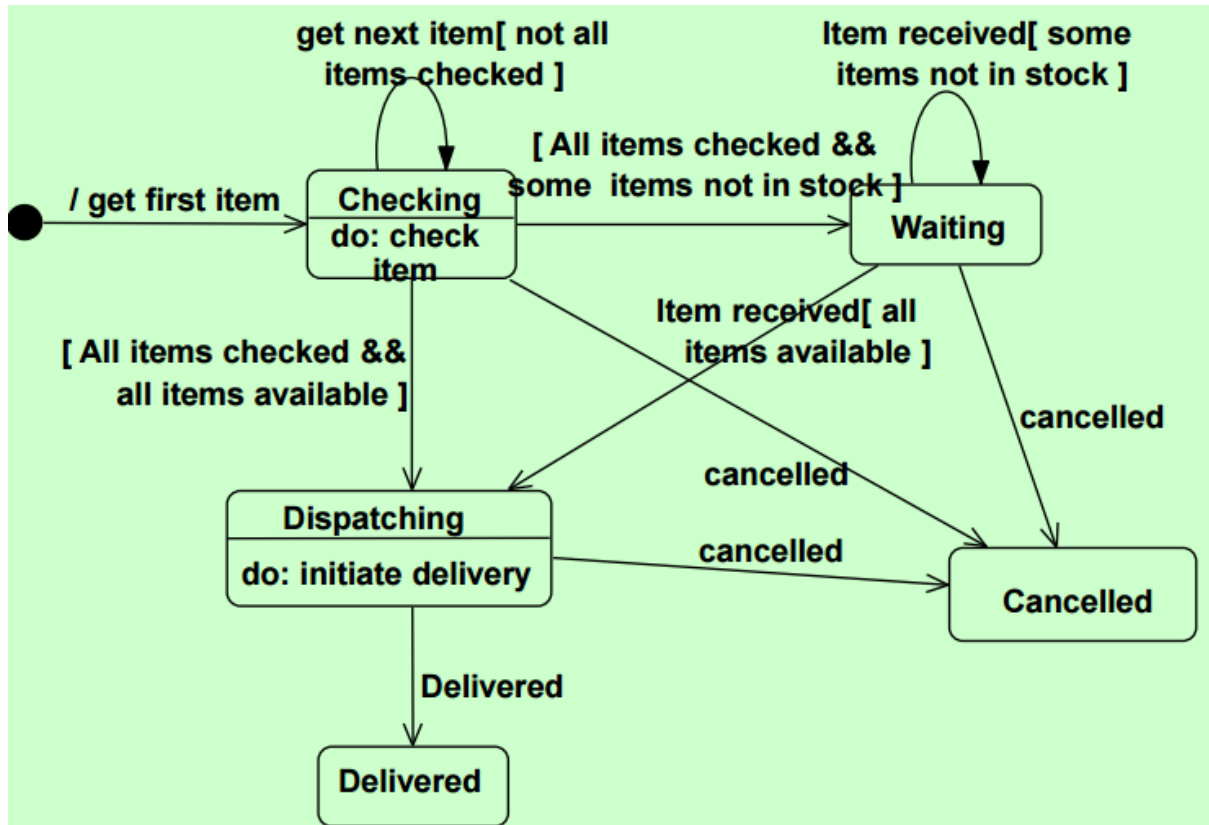 get next item[ not all
items checked ]
Item received[ some
items not in stock ]
[ All items checked &&
some items not in stock ]
/ get first item
Checking
do: check
item
Waiting
Item received[ all
items available ]
[ All items checked &&
all items available ]
cancelled
cancelled
Dispatching
do: initiate delivery
cancelled
Cancelled
Delivered
Delivered